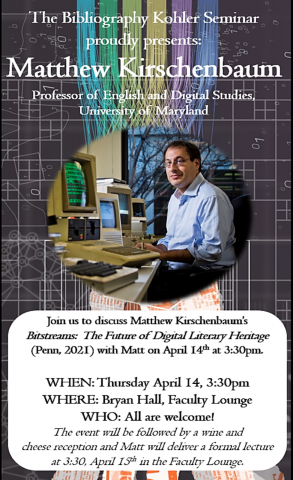 The Bibliography Kohler Seminar
proudly presents:
Matthew Kirschenbaum
Professor of English and Digital Studies,
University of Maryland
Join us to discuss Matthew Kirschenbaum's
Bitstreams: The Future of Digital Literary Heritage
(Penn, 2021) with Matt on April 14th at 3:30pm.
WHEN: Thursday April 14, 3:30pm
WHERE: Bryan Hall, Faculty Lounge
WHO: All are welcome!
The event will be followed by a wine and
cheese reception and Matt will deliver a formal lecture
at 3:30, April 15th in the Faculty Lounge.